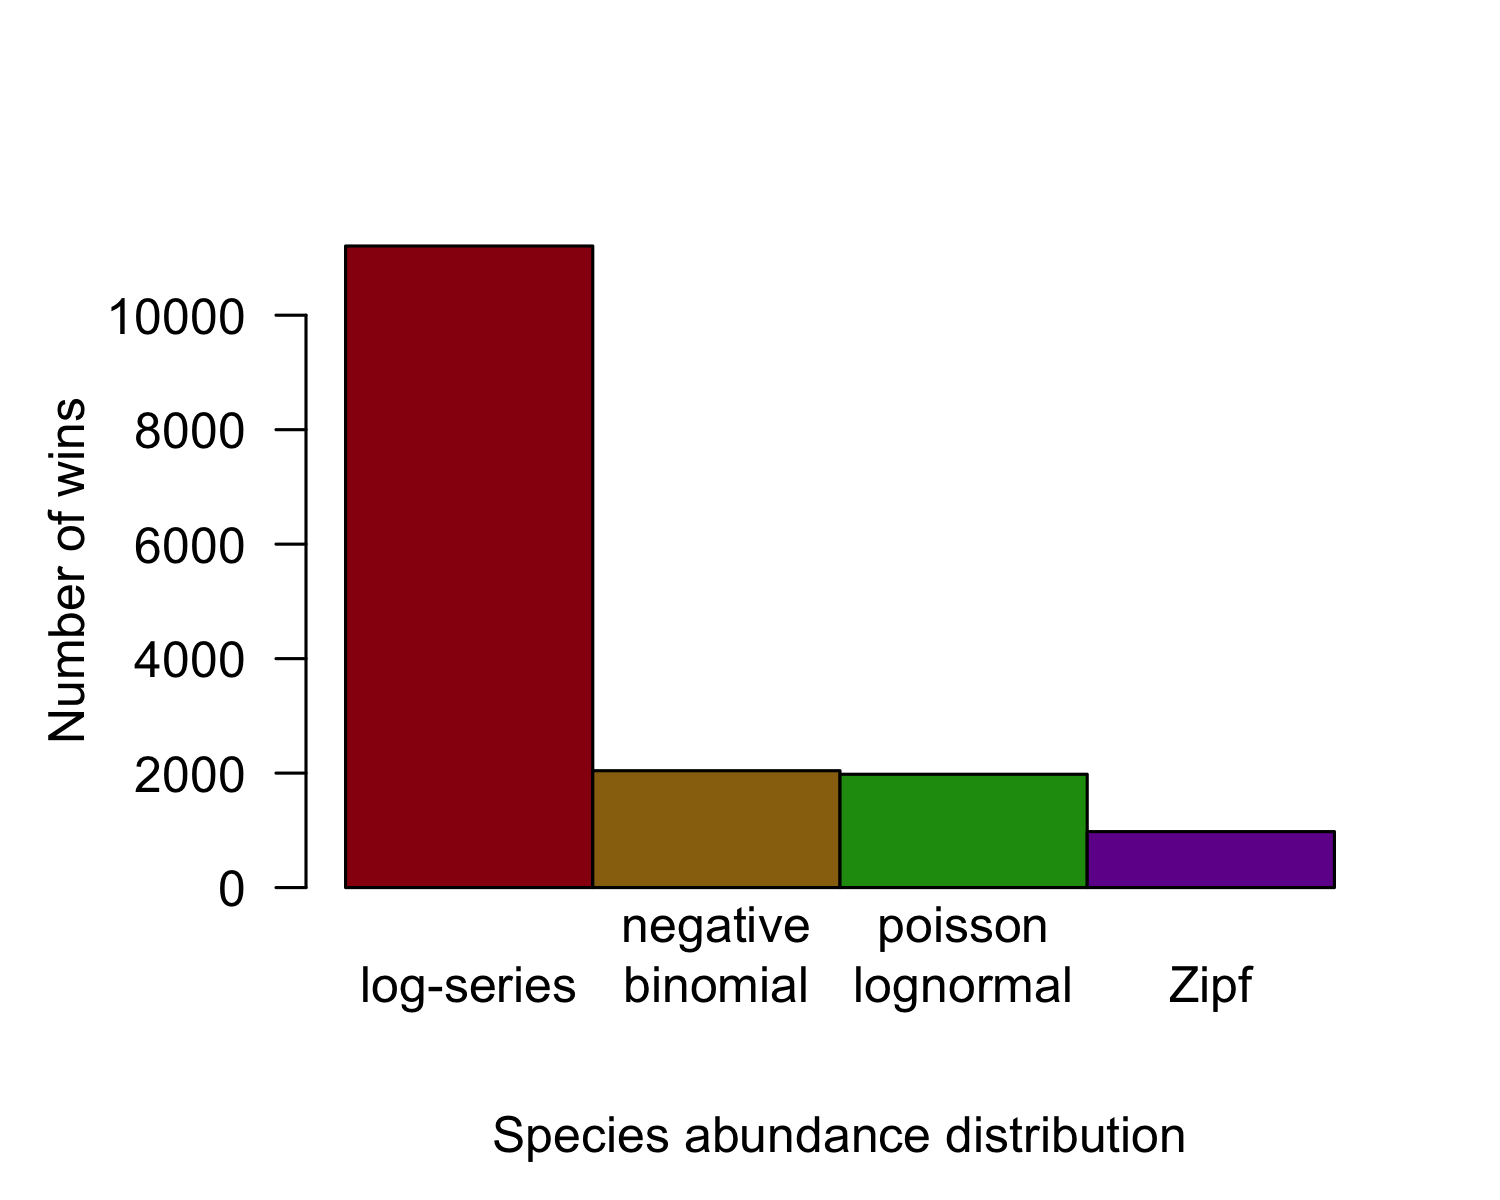 10000
8000
6000
4000
2000
0
Number of wins
negative
binomial
poisson
lognormal
log-series
Zipf
Species abundance distribution